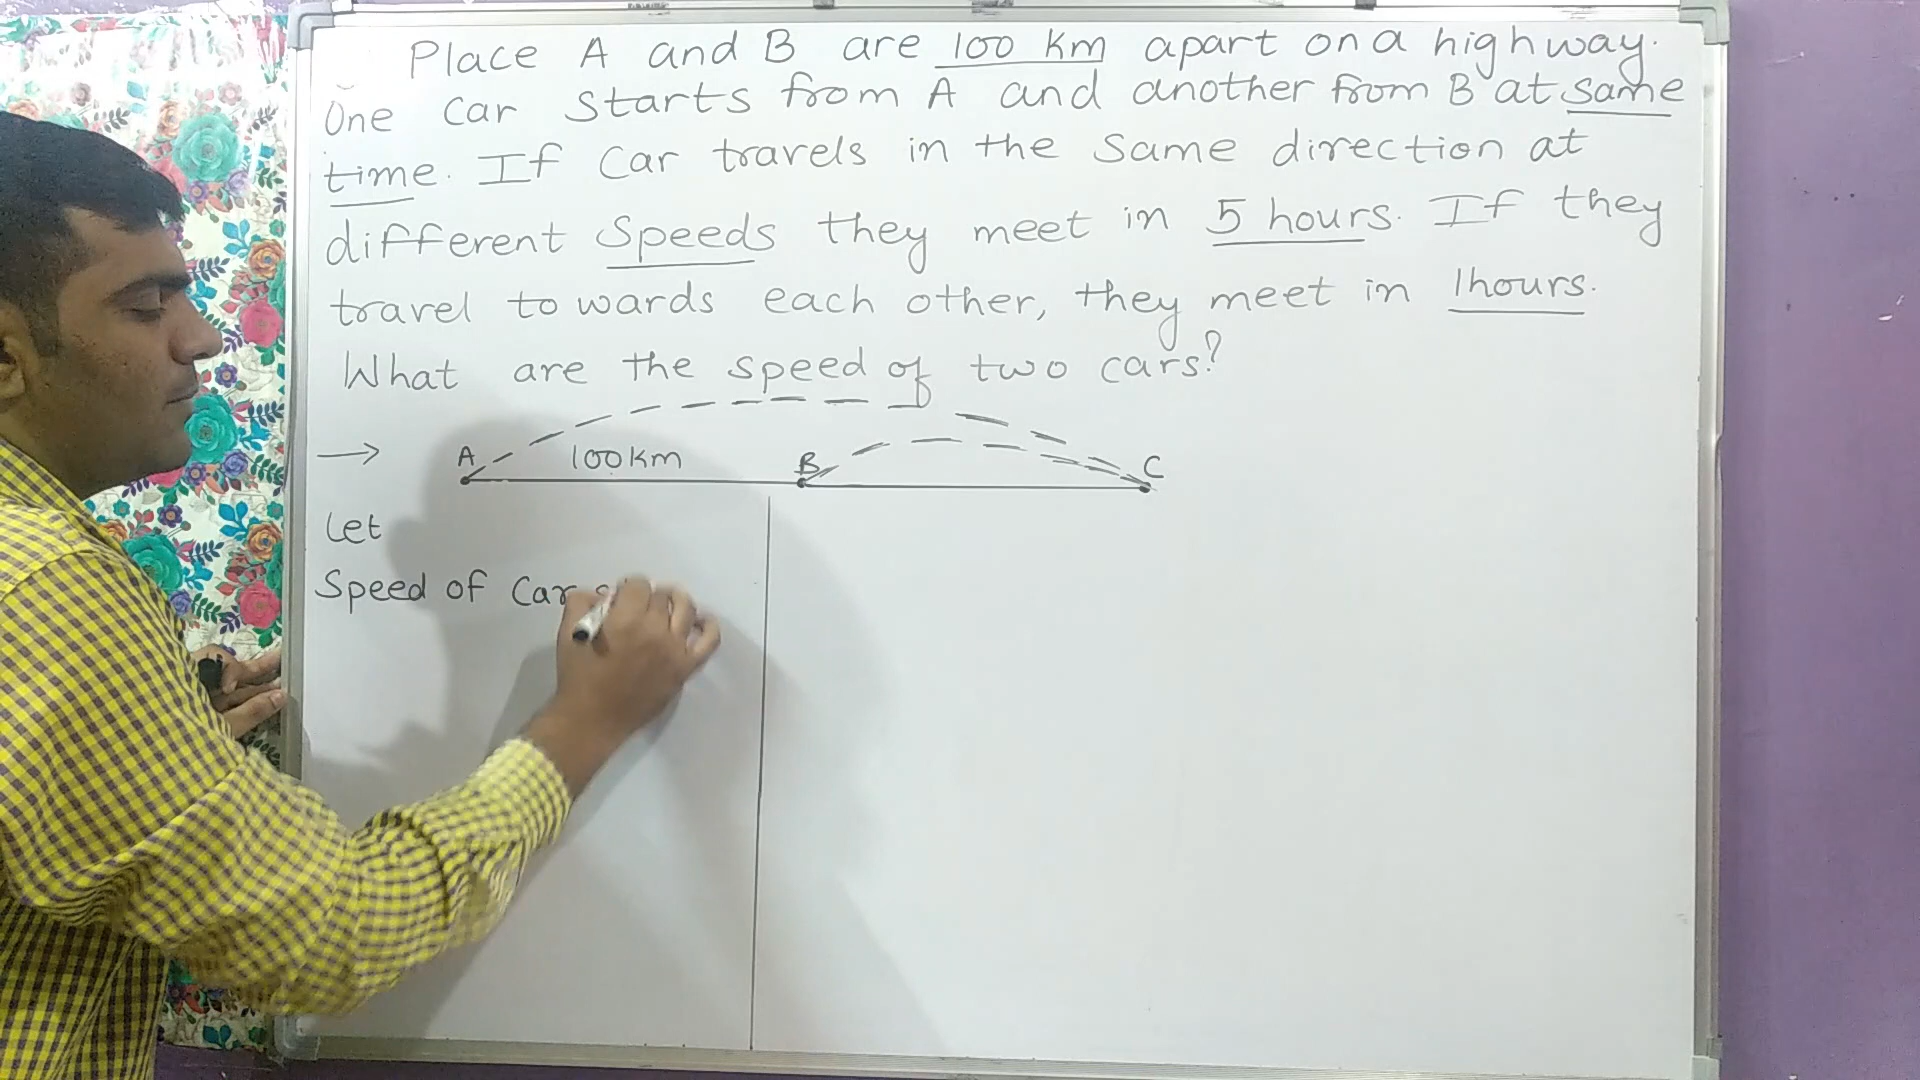 Place A and B are 100 Km apart on a highway.
One Car starts from A and another from B at same
time. If Car travels in the same direction at
different Speeds they meet in 5 hours. If they
travel towards each other, they meet in 1hours.
What are the speed of two cars?
A 100Km B C
Let
Speed of Car